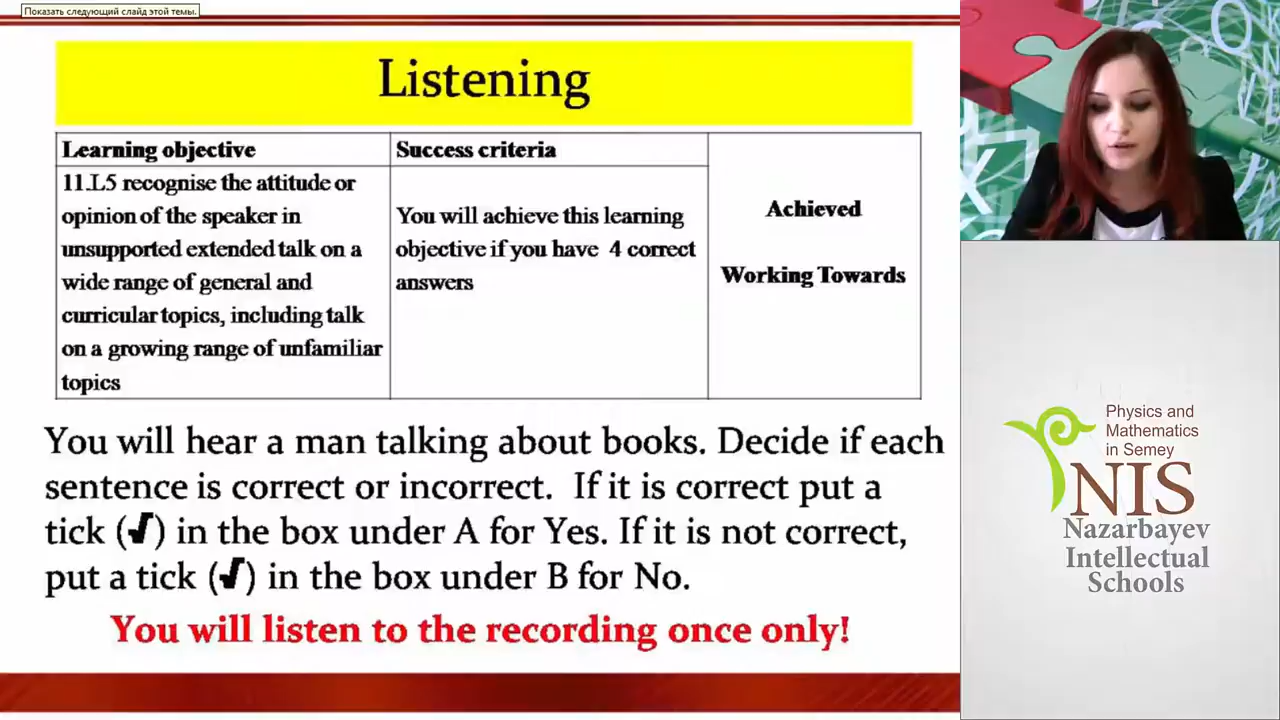 Показать следующий слайд этой темы.
Listening
Learning objective
Success criteria
11.L5 recognise the attitude or
opinion of the speaker in
unsupported extended talk on a
wide range of general and
curricular topics, including talk
on a growing range of unfamiliar
topics
You will achieve this learning
objective if you have 4 correct
answers
Achieved
Working Towards
You will hear a man talking about books. Decide if each
sentence is correct or incorrect. If it is correct put a
tick (√) in the box under A for Yes. If it is not correct,
put a tick (√) in the box under B for No.
You will listen to the recording once only!
Physics and
Mathematics
in Semey
NIS
Nazarbayev
Intellectual
Schools